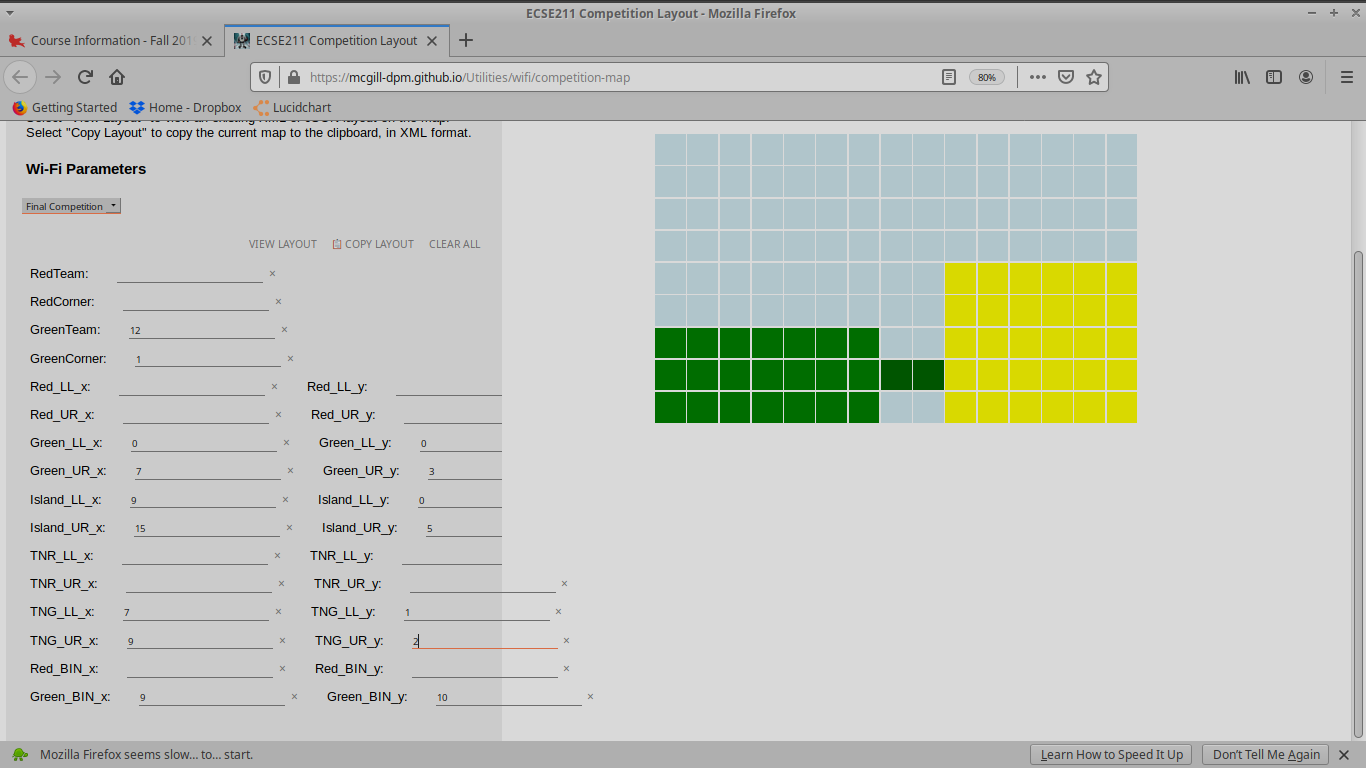 ECSE211 Competition Layout - Mozilla Firefox
Course Information - Fall 201
ECSE211 Competition Layout
https://mcgill-dpm.github.io/Utilities/wifi/competition-map
80%
Getting Started
Home - Dropbox
Lucidchart
Select "View Layout" to view an existing XML or JSON layout on the map.
Select "Copy Layout" to copy the current map to the clipboard, in XML format.
Wi-Fi Parameters
Final Competition
VIEW LAYOUT COPY LAYOUT CLEAR ALL
RedTeam: ×
RedCorner: ×
GreenTeam: 12 ×
GreenCorner: 1 ×
Red_LL_x: × Red_LL_y:
Red_UR_x: × Red_UR_y:
Green_LL_x: 0 × Green_LL_y: 0
Green_UR_x: 7 × Green_UR_y: 3
Island_LL_x: 9 × Island_LL_y: 0
Island_UR_x: 15 × Island_UR_y: 5
TNR_LL_x: × TNR_LL_y:
TNR_UR_x: × TNR_UR_y: ×
TNG_LL_x: 7 × TNG_LL_y: 1 ×
TNG_UR_x: 9 × TNG_UR_y: 2 ×
Red_BIN_x: × Red_BIN_y: ×
Green_BIN_x: 9 × Green_BIN_y: 10 ×
Mozilla Firefox seems slow... to... start.
Learn How to Speed It Up
Don't Tell Me Again